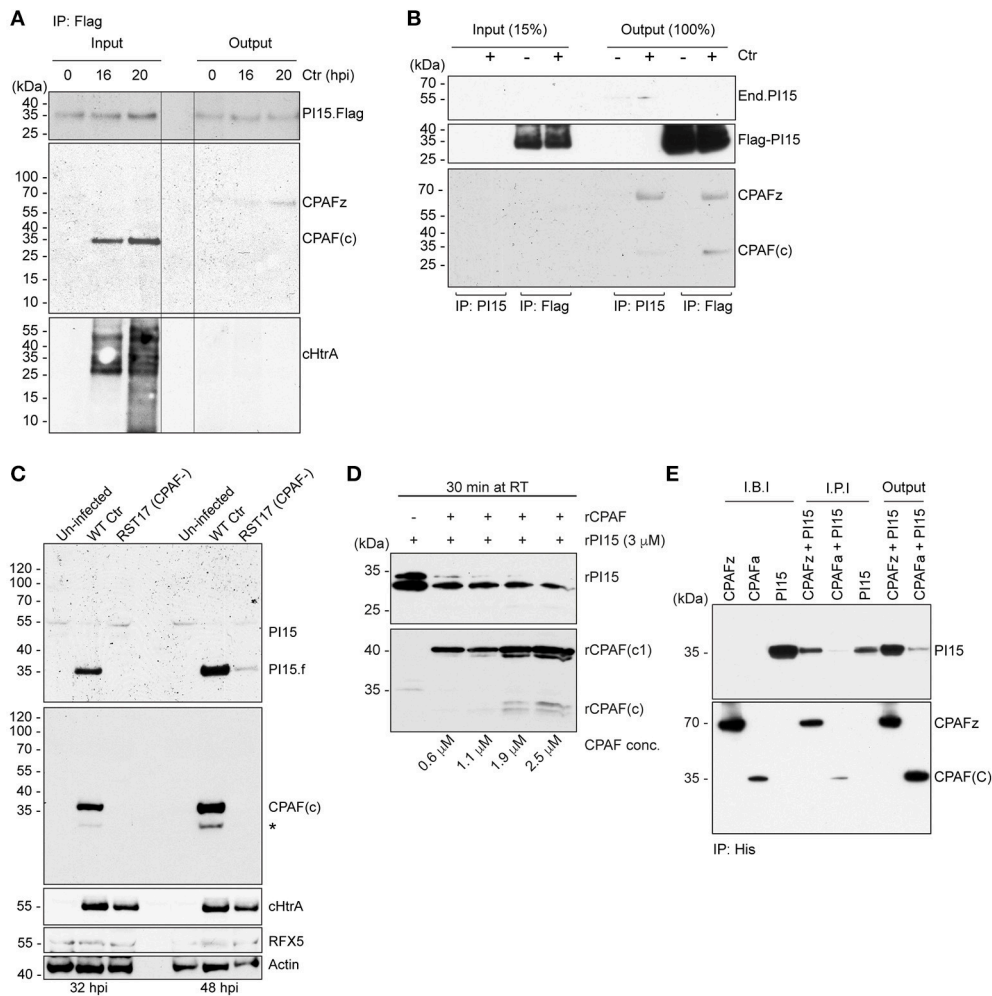 A
IP: Flag
Input Output
0 16 20 0 16 20 Ctr (hpi)
(kDa)
40 -
35 - PI15.Flag
25 -
100 -
70 - CPAFz
55 -
40 -
35 - CPAF(c)
25 -
15 -
10 -
55 -
40 -
35 - cHtrA
25 -
15 -
10 -
B
Input (15%) Output (100%)
+ - + - + - + Ctr
(kDa)
70 -
55 - End.PI15
40 -
35 - Flag-PI15
25 -
70 - CPAFz
55 -
40 -
35 - CPAF(c)
25 -
IP: PI15 IP: Flag IP: PI15 IP: Flag
C
Un-infected WT Ctr RST17 (CPAF-) Un-infected WT Ctr RST17 (CPAF-)
(kDa)
120 -
100 -
70 -
55 - PI15
40 -
35 - PI15.f
120 -
100 -
70 -
55 -
40 -
35 - CPAF(c)
*
55 - cHtrA
55 - RFX5
40 - Actin
32 hpi 48 hpi
D
30 min at RT
- + + + + rCPAF
+ + + + + rPI15 (3 μM)
(kDa)
35 - rPI15
25 -
40 - rCPAF(c1)
35 -
rCPAF(c)
0.6 μM 1.1 μM 1.9 μM 2.5 μM CPAF conc.
E
I.B.I I.P.I Output
CPAFz CPAFa PI15 CPAFz + PI15 CPAFa + PI15 PI15 CPAFz + PI15 CPAFa + PI15
(kDa)
35 - PI15
70 - CPAFz
35 - CPAF(C)
IP: His